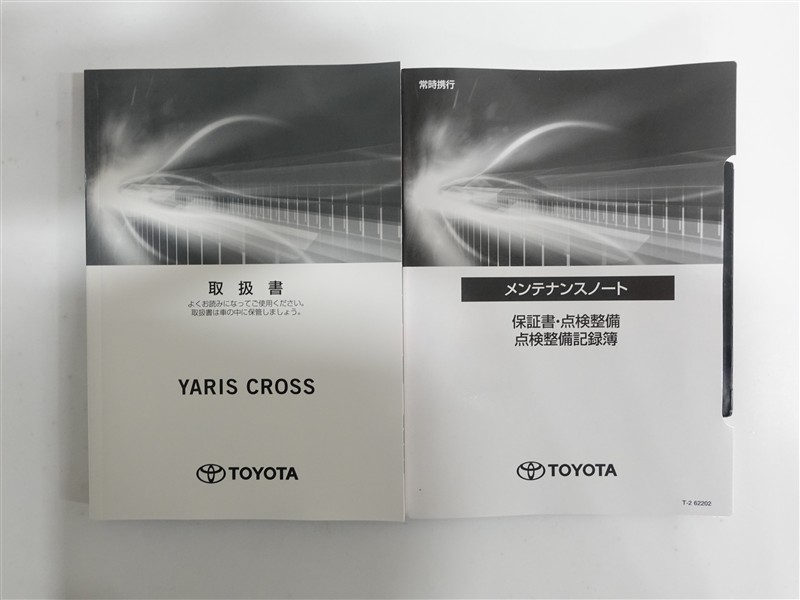 取扱書
よくお読みになってご使用ください。
取扱書は車の中に保管しましょう。
YARIS CROSS
TOYOTA
常時携行
メンテナンスノート
保証書・点検整備
点検整備記録簿
TOYOTA
T-2 62202